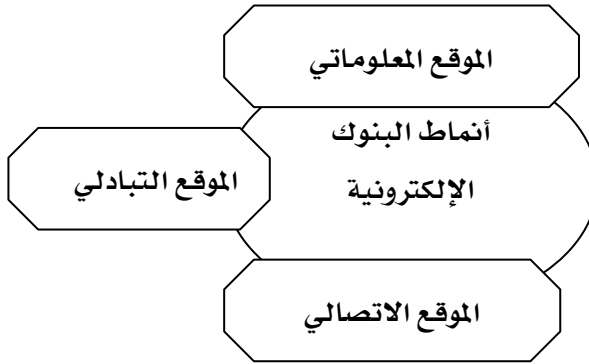 الموقع المعلوماتي
أنماط البنوك
الإلكترونية
الموقع التبادلي
الموقع الاتصالي